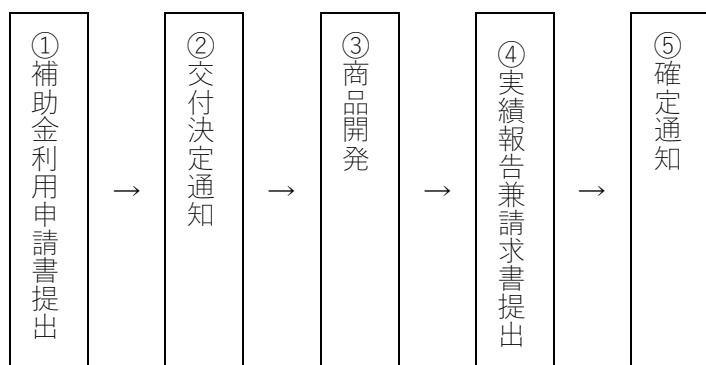 ①補助金利用申請書提出
→
②交付決定通知
→
③商品開発
→
④実績報告兼請求書提出
→
⑤確定通知